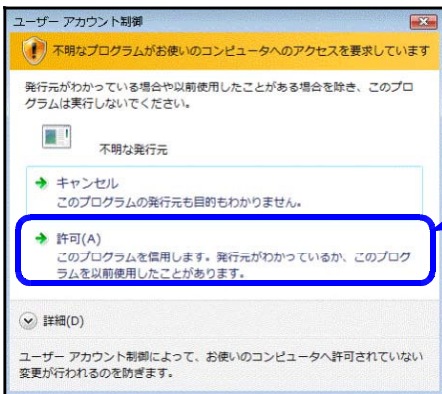 ユーザー アカウント制御
不明なプログラムがお使いのコンピュータへのアクセスを要求しています
発行元がわかっている場合や以前使用したことがある場合を除き、このプロ
グラムは実行しないでください。
不明な発行元
キャンセル
このプログラムの発行元も目的もわかりません。
許可(A)
このプログラムを信用します。発行元がわかっているか、このプログ
ラムを以前使用したことがあります。
詳細(D)
ユーザー アカウント制御によって、お使いのコンピュータへ許可されていない
変更が行われるのを防ぎます。